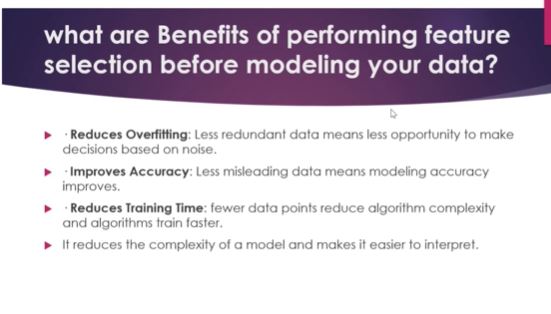 what are Benefits of performing feature
selection before modeling your data?
· Reduces Overfitting: Less redundant data means less opportunity to make
decisions based on noise.
· Improves Accuracy: Less misleading data means modeling accuracy
improves.
· Reduces Training Time: fewer data points reduce algorithm complexity
and algorithms train faster.
It reduces the complexity of a model and makes it easier to interpret.